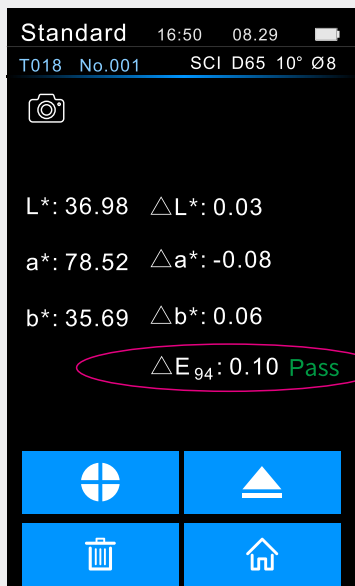 Standard 16:50 08.29
T018 No.001 SCI D65 10° Ø8
L*: 36.98 △L*: 0.03
a*: 78.52 △a*: -0.08
b*: 35.69 △b*: 0.06
△E94: 0.10 Pass